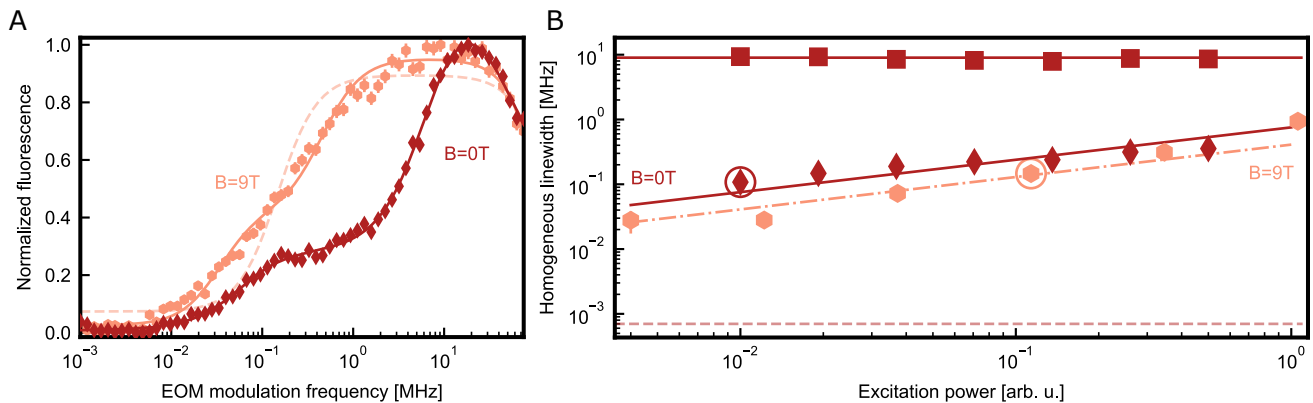 A
Normalized fluorescence
1.0
0.8
0.6
0.4
0.2
0.0
B=9T
B=0T
10⁻³
10⁻²
10⁻¹
10⁰
10¹
EOM modulation frequency [MHz]
B
Homogeneous linewidth [MHz]
10¹
10⁰
10⁻¹
10⁻²
10⁻³
B=0T
B=9T
10⁻²
10⁻¹
10⁰
Excitation power [arb. u.]